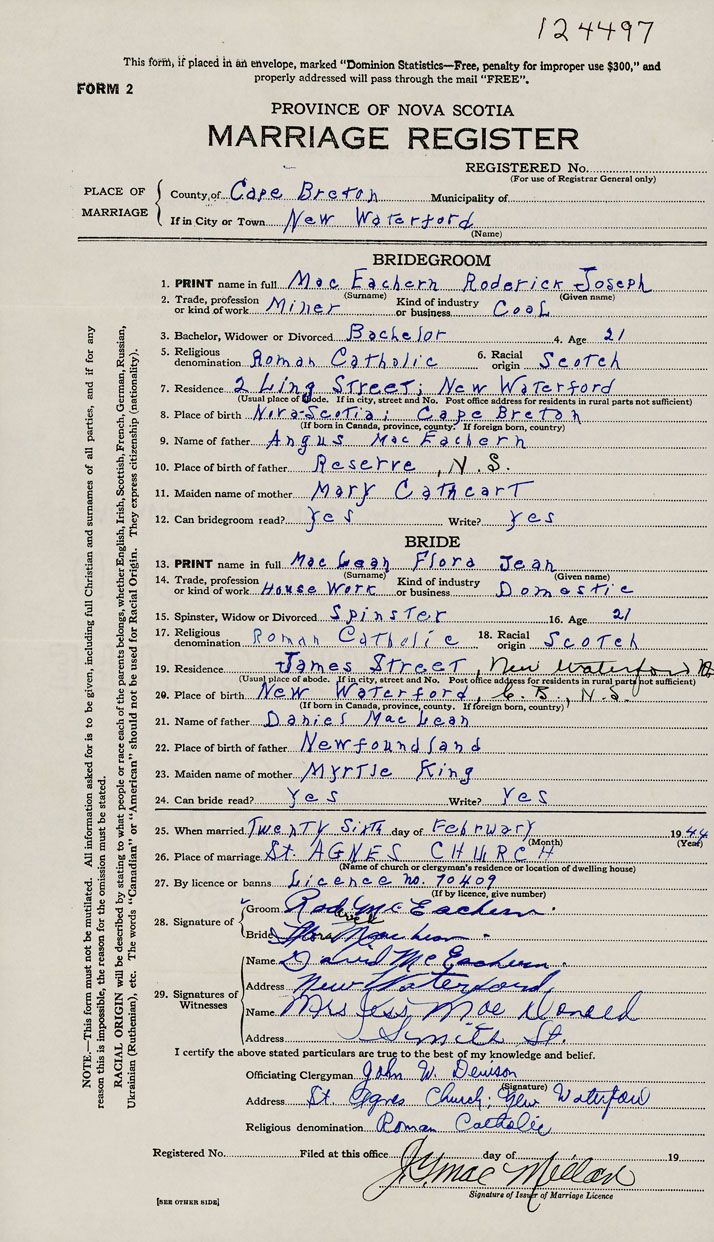 124497
This form, if placed in an envelope, marked "Dominion Statistics—Free, penalty for improper use $300," and
properly addressed will pass through the mail "FREE".
FORM 2
PROVINCE OF NOVA SCOTIA
MARRIAGE REGISTER
REGISTERED No.
(For use of Registrar General only)
PLACE OF MARRIAGE
County of Cape Breton Municipality of
If in City or Town New Waterford
(Name)
BRIDEGROOM
1. PRINT name in full Mac Eachern Roderick Joseph
(Surname) (Given name)
2. Trade, profession or kind of work Miner Kind of industry or business Coal
3. Bachelor, Widower or Divorced Bachelor 4. Age 21
5. Religious denomination Roman Catholic 6. Racial origin Scotch
7. Residence 2 Ling Street; New Waterford
(Usual place of abode. If in city, street and No. Post office address for residents in rural parts not sufficient)
8. Place of birth Nova-Scotia; Cape Breton
(If born in Canada, province, county. If foreign born, country)
9. Name of father Angus Mac Eachern
10. Place of birth of father Reserve, N.S.
11. Maiden name of mother Mary Cathcart
12. Can bridegroom read? yes Write? yes
BRIDE
13. PRINT name in full Mac Lean Flora Jean
(Surname) (Given name)
14. Trade, profession or kind of work House Work Kind of industry or business Domestic
15. Spinster, Widow or Divorced Spinster 16. Age 21
17. Religious denomination Roman Catholic 18. Racial origin Scotch
19. Residence James Street, New Waterford
(Usual place of abode. If in city, street and No. Post office address for residents in rural parts not sufficient)
20. Place of birth New Waterford, C.B., N.S.
(If born in Canada, province, county. If foreign born, country)
21. Name of father Daniel MacLean
22. Place of birth of father Newfoundland
23. Maiden name of mother Myrtle King
24. Can bride read? Yes Write? Yes
25. When married Twenty Sixth day of February 1944
(Month) (Year)
26. Place of marriage St. AGNES CHURCH
(Name of church or clergyman's residence or location of dwelling house)
27. By licence or banns Licence no. 70409
(If by licence, give number)
28. Signature of
Groom Roderick McEachern.
Bride Flora
29. Signatures of Witnesses
Name David McEachern.
Address New Waterford
Name Mrs Jess Mac Donald
Address Smith St.
I certify the above stated particulars are true to the best of my knowledge and belief.
Officiating Clergyman John W. Denison
(Signature)
Address St. Agnes Church, New Waterford
Religious denomination Roman Catholic
Registered No. Filed at this office day of 19
Mac Millan
Signature of Issuer of Marriage Licence
[SEE OTHER SIDE]
NOTE.—This form must not be mutilated. All information asked for is to be given, including full Christian and surnames of all parties, and if for any
reason this is impossible, the reason for the omission must be stated.
RACIAL ORIGIN will be described by stating to what people or race each of the parents belongs, whether English, Irish, Scottish, French, German, Russian,
Ukrainian (Ruthenian), etc. The words "Canadian" or "American" should not be used for Racial Origin. They express citizenship (nationality).